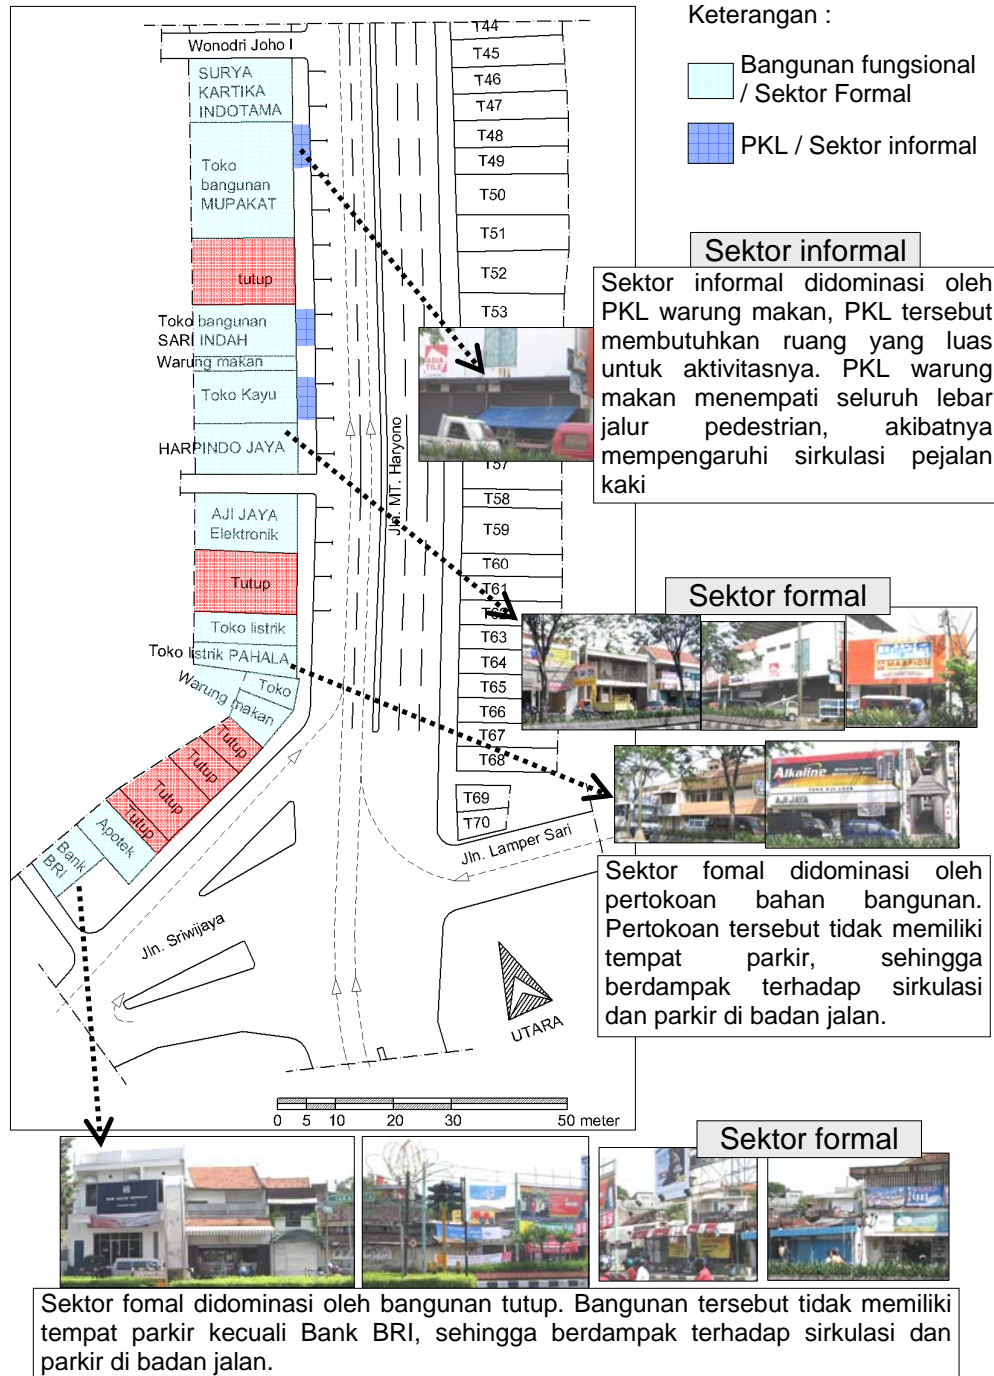 Keterangan :
Bangunan fungsional
/ Sektor Formal
PKL / Sektor informal
Wonodri Joho I
SURYA
KARTIKA
INDOTAMA
Toko
bangunan
MUPAKAT
tutup
Toko bangunan
SARI INDAH
Warung makan
Toko Kayu
HARPINDO JAYA
AJI JAYA
Elektronik
Tutup
Toko listrik
Toko listrik PAHALA
Toko
Warung makan
Tutup
Tutup
Tutup
Tutup
Apotek
Bank
BRI
Jln. MT. Haryono
T44
T45
T46
T47
T48
T49
T50
T51
T52
T53
T57
T58
T59
T60
T61
T62
T63
T64
T65
T66
T67
T68
T69
T70
Jln. Lamper Sari
Jln. Sriwijaya
UTARA
0 5 10 20 30 50 meter
Sektor informal
Sektor informal didominasi oleh
PKL warung makan, PKL tersebut
membutuhkan ruang yang luas
untuk aktivitasnya. PKL warung
makan menempati seluruh lebar
jalur pedestrian, akibatnya
mempengaruhi sirkulasi pejalan
kaki
ASIA
TILE
Sektor formal
Alkaline
AJI JAYA
Sektor fomal didominasi oleh
pertokoan bahan bangunan.
Pertokoan tersebut tidak memiliki
tempat parkir, sehingga
berdampak terhadap sirkulasi
dan parkir di badan jalan.
Sektor formal
Sektor fomal didominasi oleh bangunan tutup. Bangunan tersebut tidak memiliki
tempat parkir kecuali Bank BRI, sehingga berdampak terhadap sirkulasi dan
parkir di badan jalan.